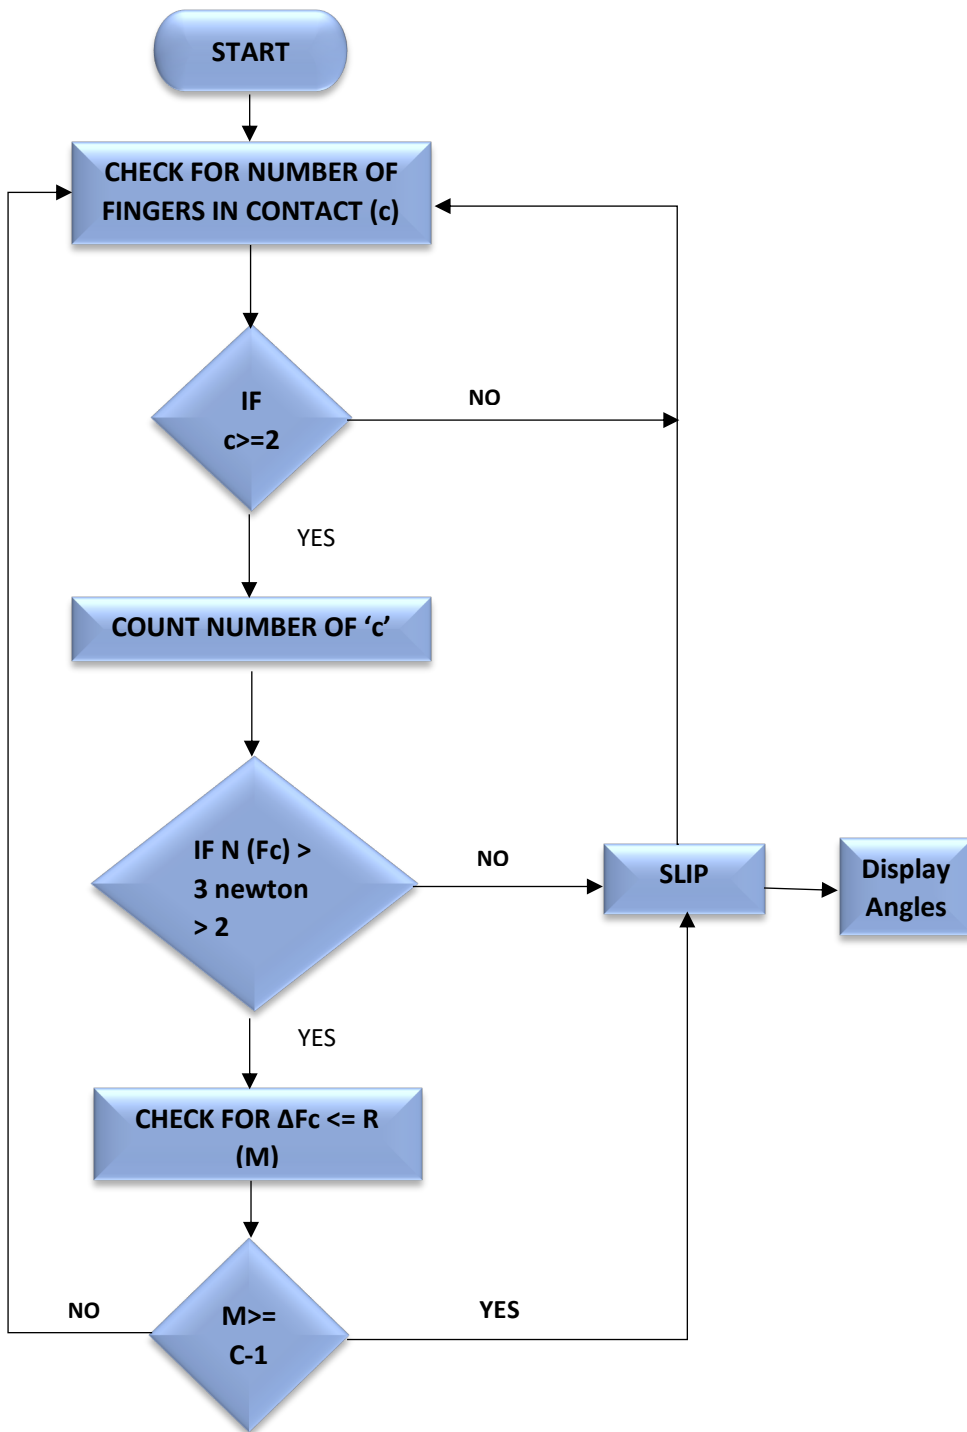 START
CHECK FOR NUMBER OF
FINGERS IN CONTACT (c)
IF
c>=2
NO
YES
COUNT NUMBER OF ‘c’
IF N (Fc) >
3 newton
> 2
NO
SLIP
Display
Angles
YES
CHECK FOR ΔFc <= R
(M)
NO
M>=
C-1
YES